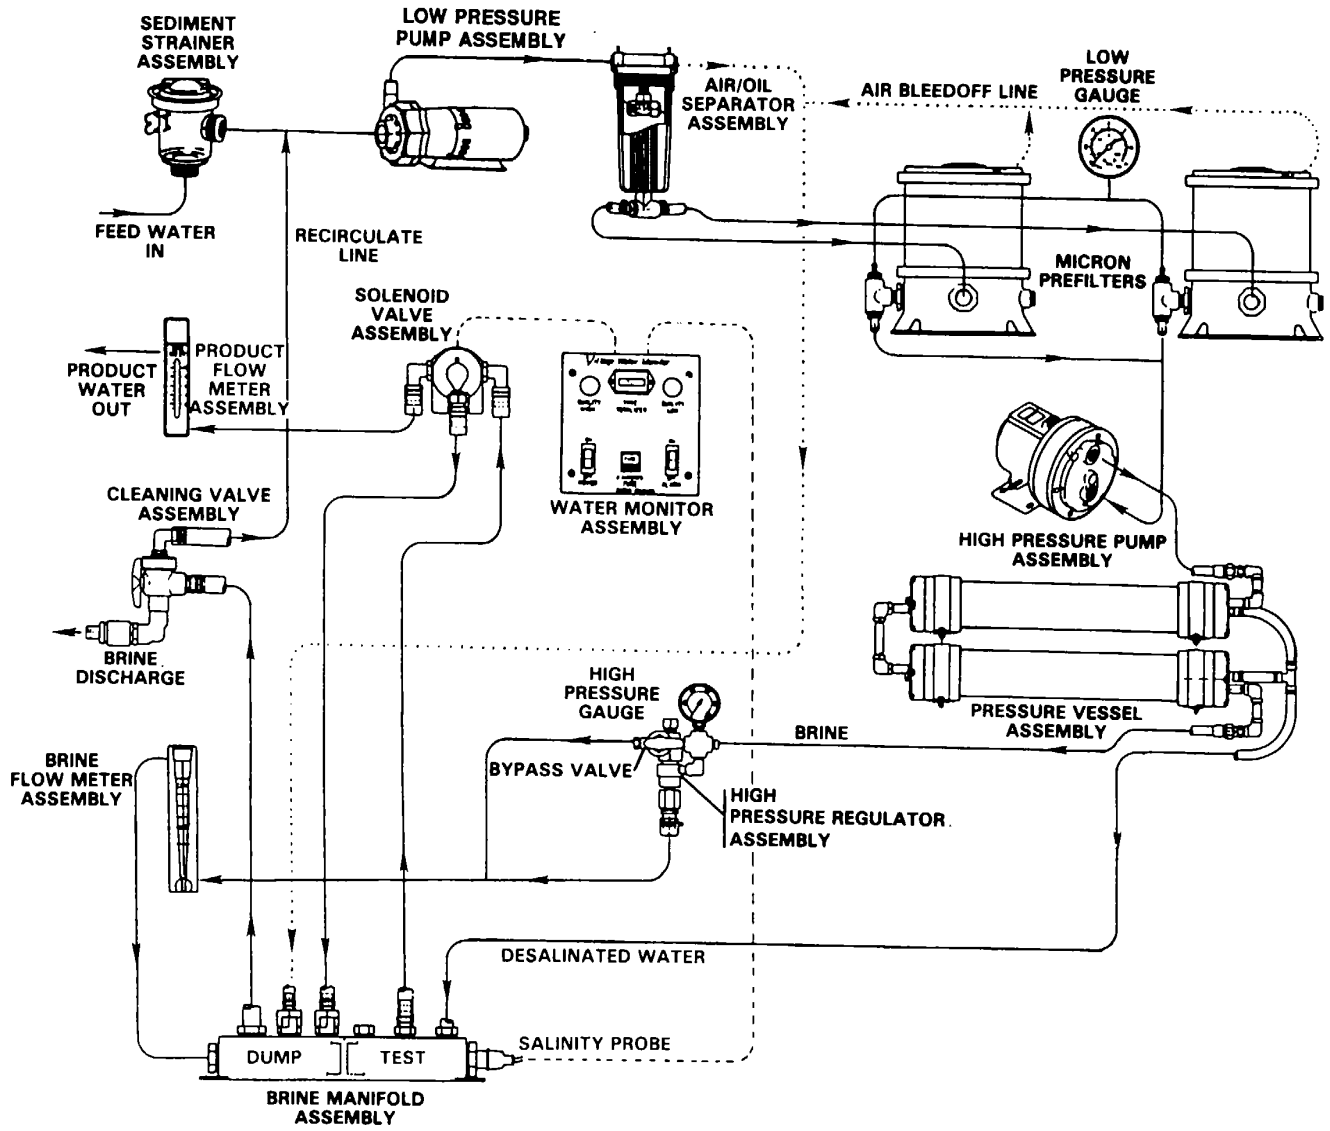 SEDIMENT
STRAINER
ASSEMBLY
LOW PRESSURE
PUMP ASSEMBLY
AIR/OIL
SEPARATOR
ASSEMBLY
AIR BLEEDOFF LINE
LOW
PRESSURE
GAUGE
FEED WATER
IN
RECIRCULATE
LINE
MICRON
PREFILTERS
SOLENOID
VALVE
ASSEMBLY
PRODUCT
WATER
OUT
PRODUCT
FLOW
METER
ASSEMBLY
WATER MONITOR
ASSEMBLY
CLEANING VALVE
ASSEMBLY
HIGH PRESSURE PUMP
ASSEMBLY
BRINE
DISCHARGE
HIGH
PRESSURE
GAUGE
PRESSURE VESSEL
ASSEMBLY
BRINE
BYPASS VALVE
BRINE
FLOW METER
ASSEMBLY
HIGH
PRESSURE REGULATOR
ASSEMBLY
DESALINATED WATER
SALINITY PROBE
DUMP
TEST
BRINE MANIFOLD
ASSEMBLY